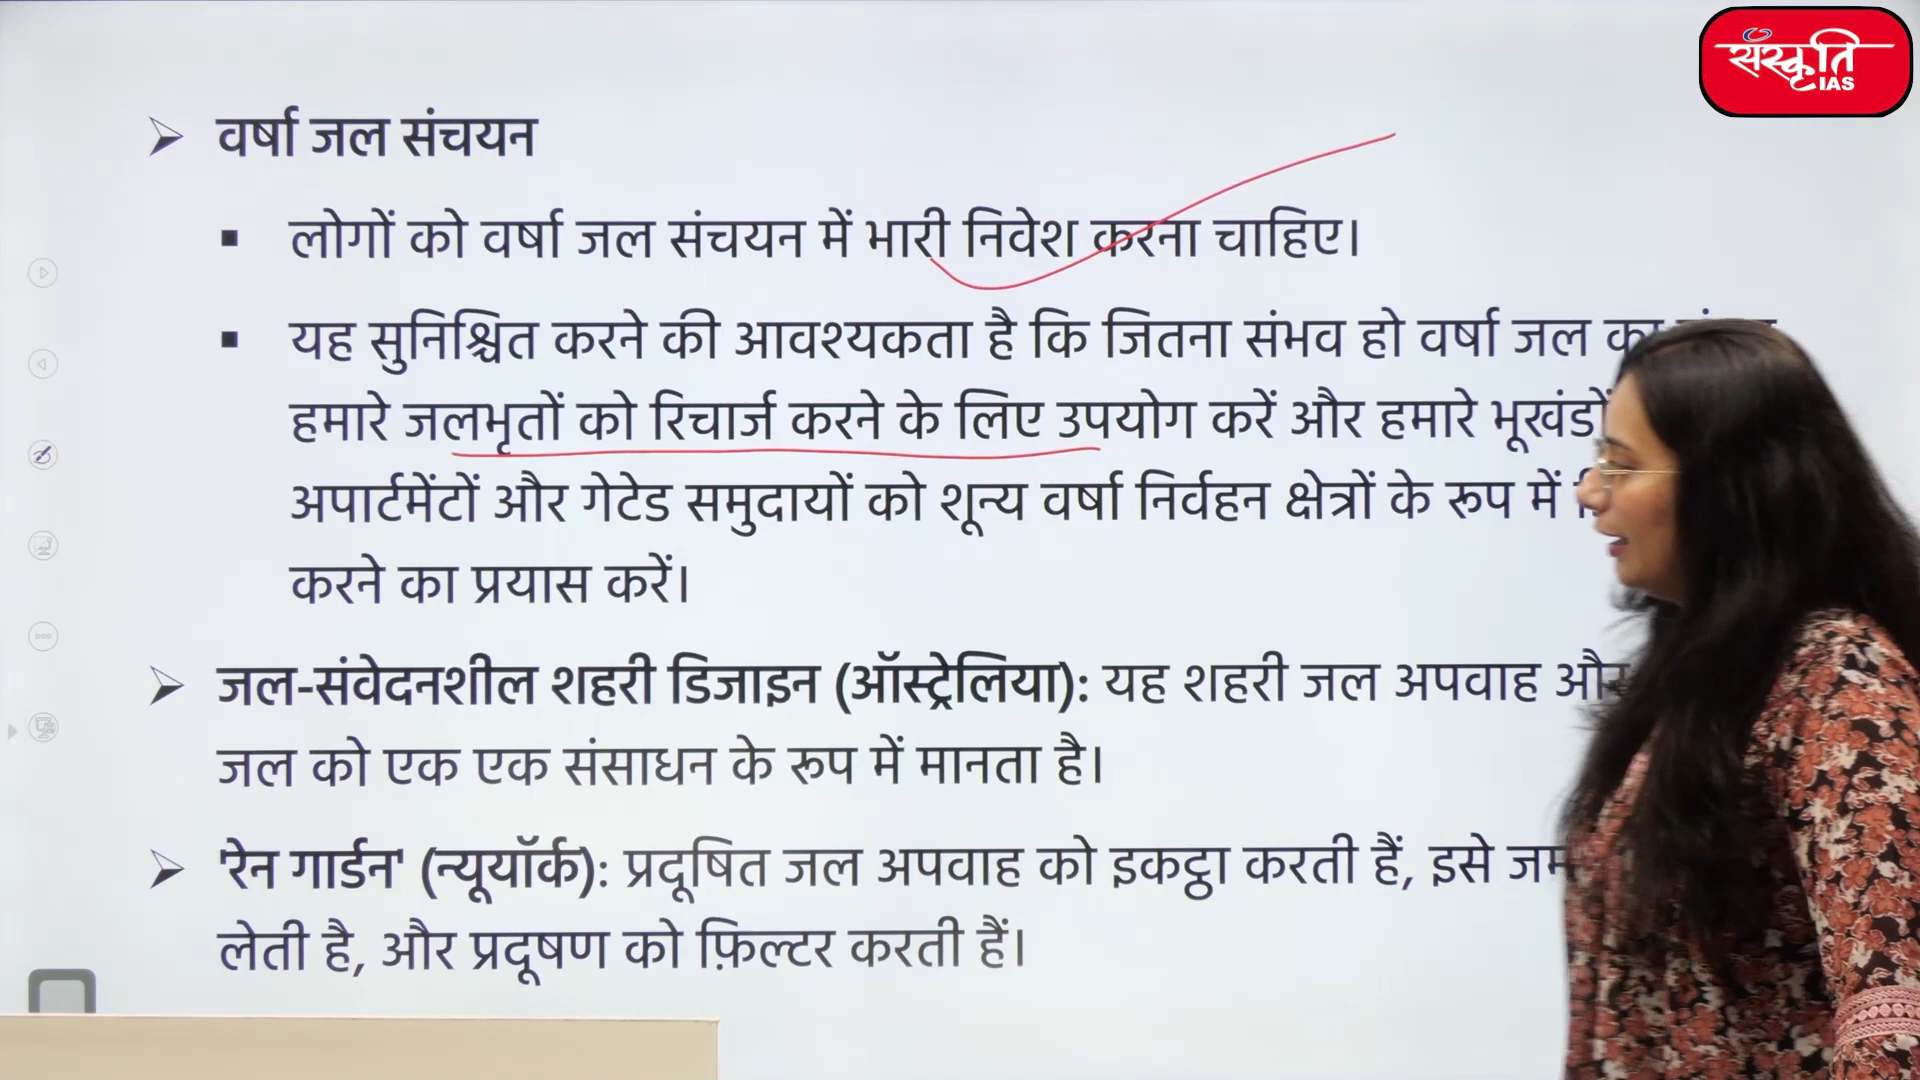 संस्कृति
IAS
वर्षा जल संचयन
लोगों को वर्षा जल संचयन में भारी निवेश करना चाहिए।
यह सुनिश्चित करने की आवश्यकता है कि जितना संभव हो वर्षा जल का
हमारे जलभृतों को रिचार्ज करने के लिए उपयोग करें और हमारे भूखंडों
अपार्टमेंटों और गेटेड समुदायों को शून्य वर्षा निर्वहन क्षेत्रों के रूप में
करने का प्रयास करें।
जल-संवेदनशील शहरी डिजाइन (ऑस्ट्रेलिया): यह शहरी जल अपवाह और
जल को एक एक संसाधन के रूप में मानता है।
'रेन गार्डन' (न्यूयॉर्क): प्रदूषित जल अपवाह को इकट्ठा करती हैं, इसे
लेती है, और प्रदूषण को फ़िल्टर करती हैं।